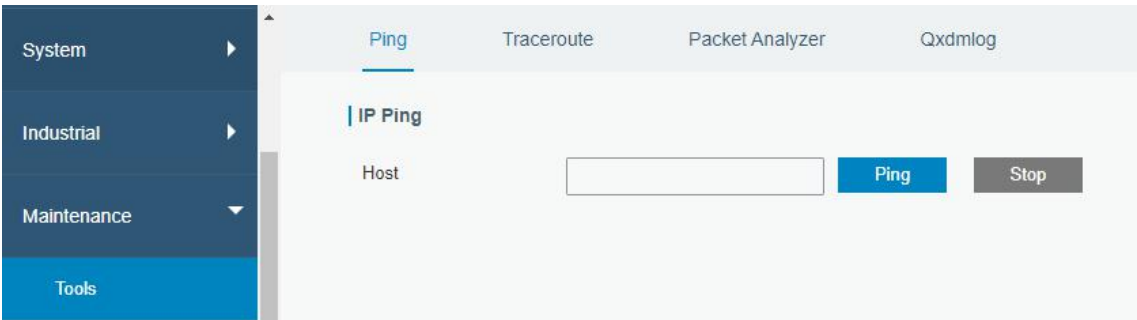 System
Industrial
Maintenance
Tools
Ping Traceroute Packet Analyzer Qxdmlog
IP Ping
Host Ping Stop